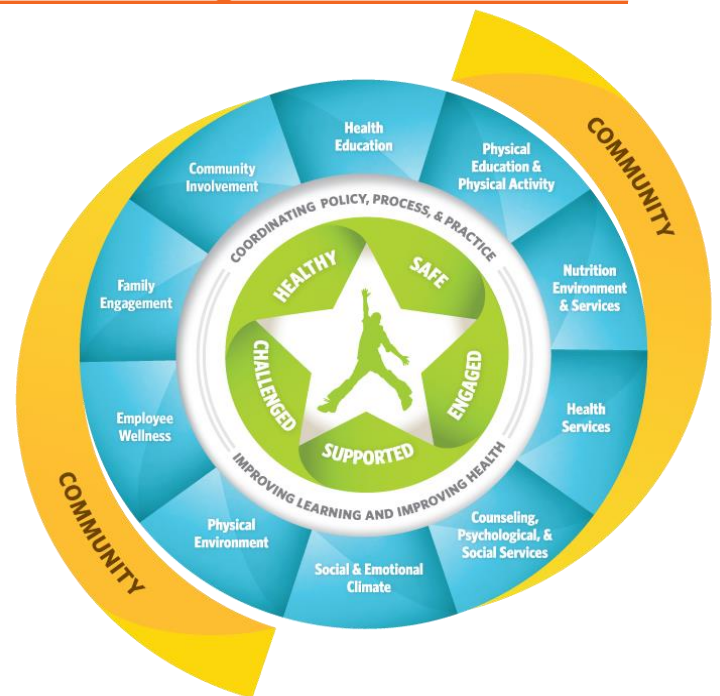 COMMUNITY
Health
Education
Physical
Education &
Physical Activity
Nutrition
Environment
& Services
Health
Services
Counseling,
Psychological, &
Social Services
Social & Emotional
Climate
Physical
Environment
Employee
Wellness
Family
Engagement
Community
Involvement
COORDINATING POLICY, PROCESS, & PRACTICE
HEALTHY
SAFE
ENGAGED
SUPPORTED
CHALLENGED
IMPROVING LEARNING AND IMPROVING HEALTH
COMMUNITY